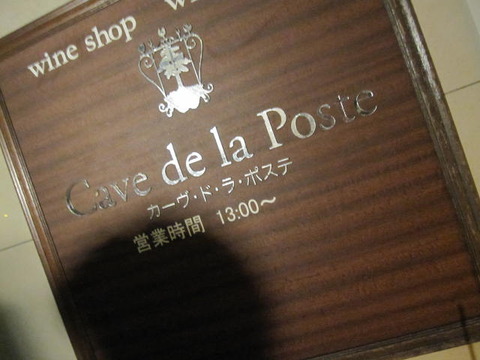 wine shop
Cave de la Poste
カーヴ・ド・ラ・ポステ
営業時間 13:00～